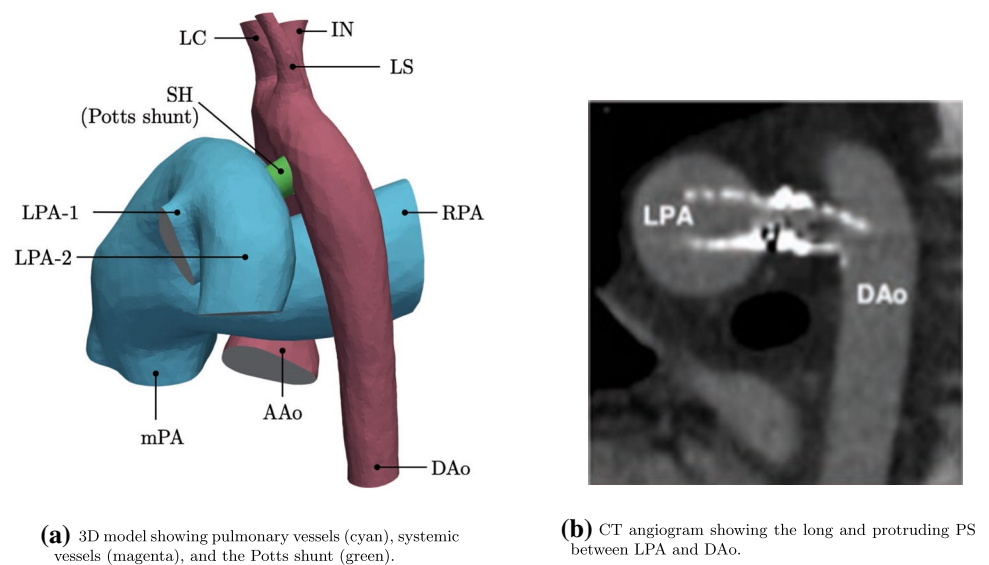 LC
IN
LS
SH
(Potts shunt)
LPA-1
RPA
LPA-2
AAo
mPA
DAo
LPA
DAo
(a) 3D model showing pulmonary vessels (cyan), systemic
vessels (magenta), and the Potts shunt (green).
(b) CT angiogram showing the long and protruding PS
between LPA and DAo.